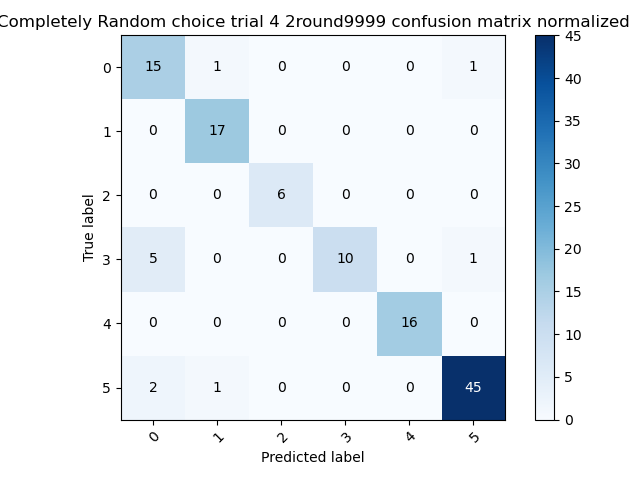 Completely Random choice trial 4 2round9999 confusion matrix normalized
True label
0 15 1 0 0 0 1
1 0 17 0 0 0 0
2 0 0 6 0 0 0
3 5 0 0 10 0 1
4 0 0 0 0 16 0
5 2 1 0 0 0 45
0 1 2 3 4 5
Predicted label
45
40
35
30
25
20
15
10
5
0